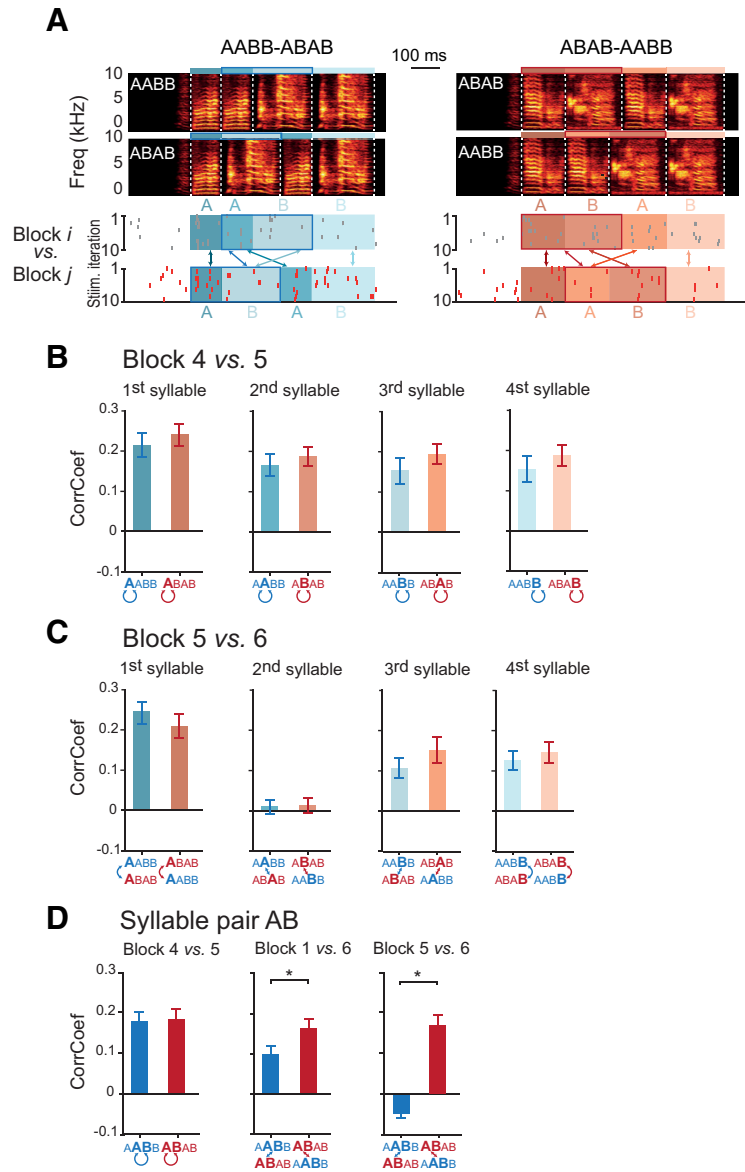 A
AABB-ABAB
100 ms
ABAB-AABB
Freq (kHz)
10
5
0
10
5
0
AABB
ABAB
ABAB
AABB
A A B B
A B A B
Block i
vs.
Block j
Stiim. iteration
1
10
1
10
1
10
1
10
A B A B
A A B B
B Block 4 vs. 5
1st syllable 2nd syllable 3rd syllable 4st syllable
CorrCoef
0.3
0.2
0.1
0
-0.1
AABB ABAB AABB ABAB AABB ABAB AABB ABAB
C Block 5 vs. 6
1st syllable 2nd syllable 3rd syllable 4st syllable
CorrCoef
0.3
0.2
0.1
0
-0.1
AABB ABAB AABB ABAB AABB ABAB AABB ABAB
ABAB AABB ABAB AABB ABAB AABB ABAB AABB
D Syllable pair AB
Block 4 vs. 5 Block 1 vs. 6 Block 5 vs. 6
* *
CorrCoef
0.3
0.2
0.1
0
-0.1
AABB ABAB AABB ABAB AABB ABAB
ABAB AABB ABAB AABB